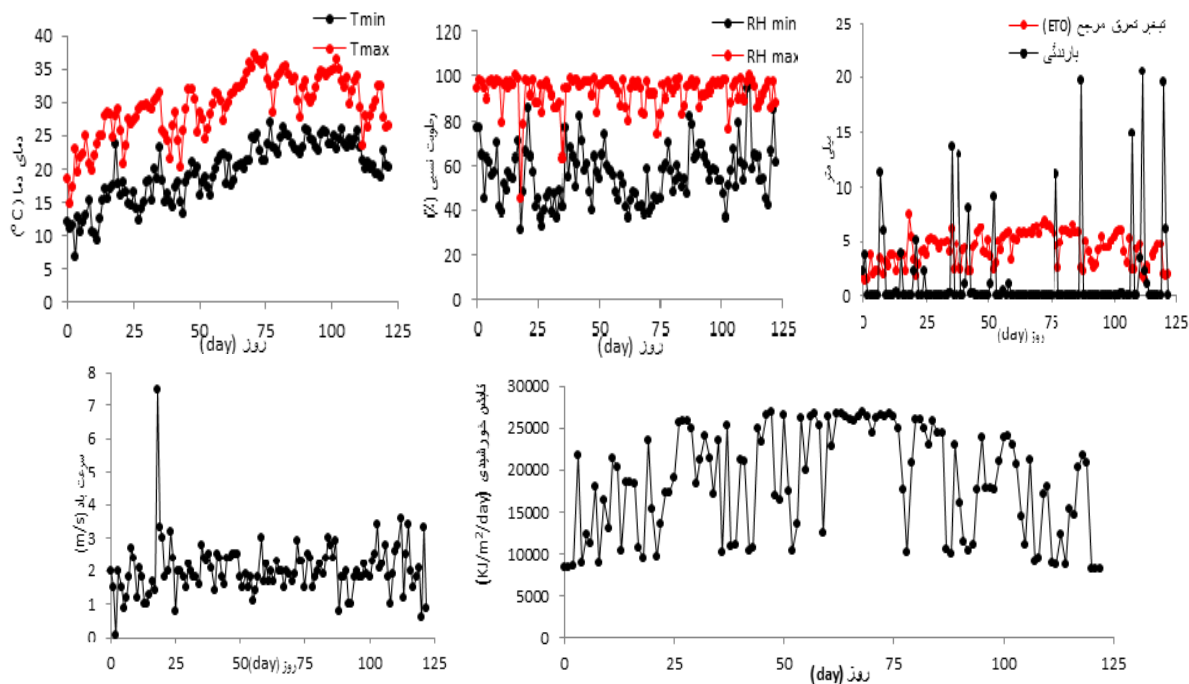 Tmin
Tmax
دمای دما (°C)
40
35
30
25
20
15
10
5
0
0 25 50 75 100 125
روز (day)
RH min
RH max
رطوبت نسبی (٪)
120
100
80
60
40
20
0
0 25 50 75 100 125
روز (day)
تبخیر تعرق مرجع (ET0)
بارندگی
میلی متر
25
20
15
10
5
0
0 25 50 75 100 125
روز (day)
سرعت باد (m/s)
8
7
6
5
4
3
2
1
0
0 25 50 75 100 125
روز (day)
تابش خورشیدی (KJ/m²/day)
30000
25000
20000
15000
10000
5000
0
0 25 50 75 100 125
روز (day)